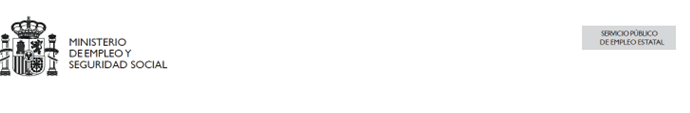 MINISTERIO
DE EMPLEO Y
SEGURIDAD SOCIAL
SERVICIO PÚBLICO
DE EMPLEO ESTATAL